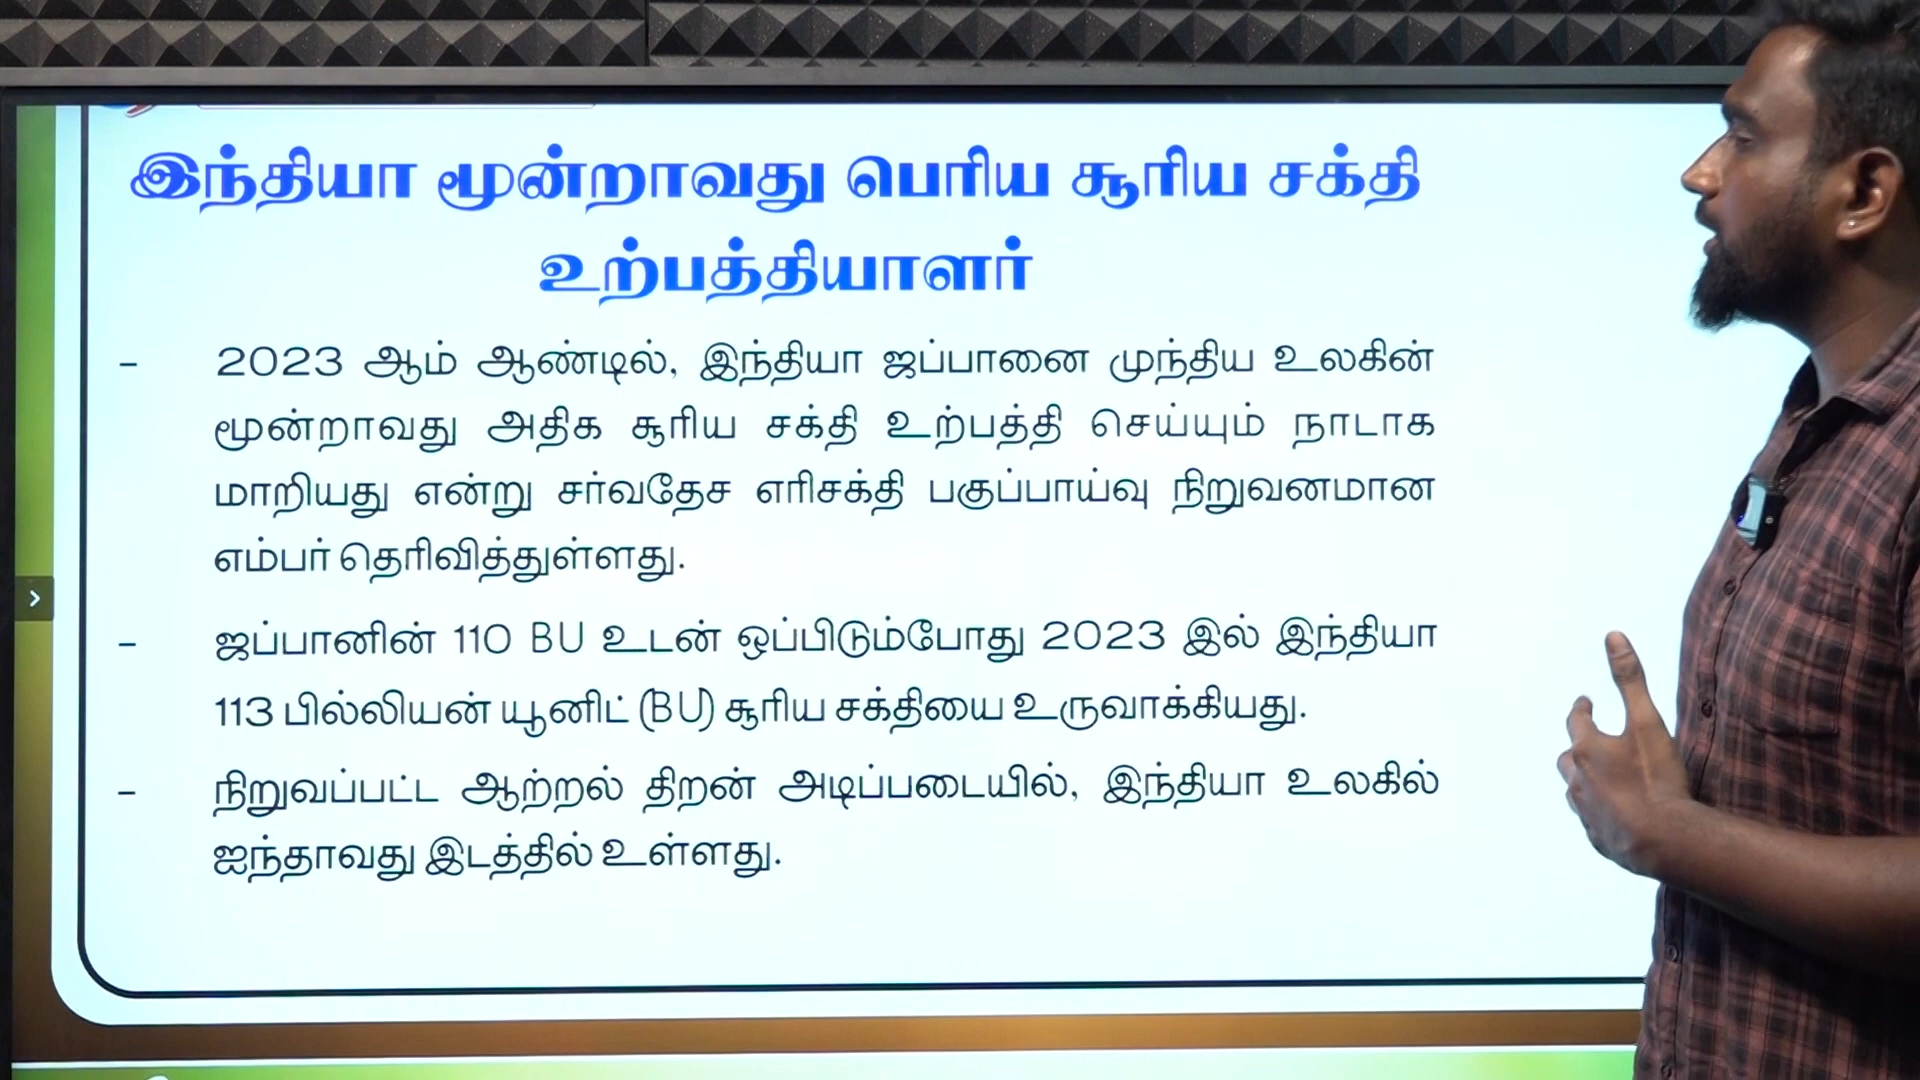 இந்தியா மூன்றாவது பெரிய சூரிய சக்தி
உற்பத்தியாளர்
- 2023 ஆம் ஆண்டில், இந்தியா ஜப்பானை முந்திய உலகின்
மூன்றாவது அதிக சூரிய சக்தி உற்பத்தி செய்யும் நாடாக
மாறியது என்று சர்வதேச எரிசக்தி பகுப்பாய்வு நிறுவனமான
எம்பர் தெரிவித்துள்ளது.
- ஜப்பானின் 110 BU உடன் ஒப்பிடும்போது 2023 இல் இந்தியா
113 பில்லியன் யூனிட் (BU) சூரிய சக்தியை உருவாக்கியது.
- நிறுவப்பட்ட ஆற்றல் திறன் அடிப்படையில், இந்தியா உலகில்
ஐந்தாவது இடத்தில் உள்ளது.